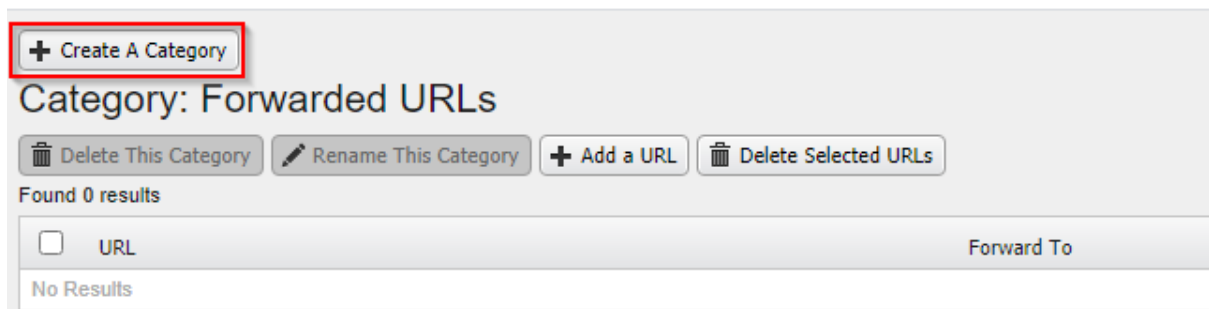 Create A Category
Category: Forwarded URLs
Delete This Category Rename This Category Add a URL Delete Selected URLs
Found 0 results
URL Forward To
No Results